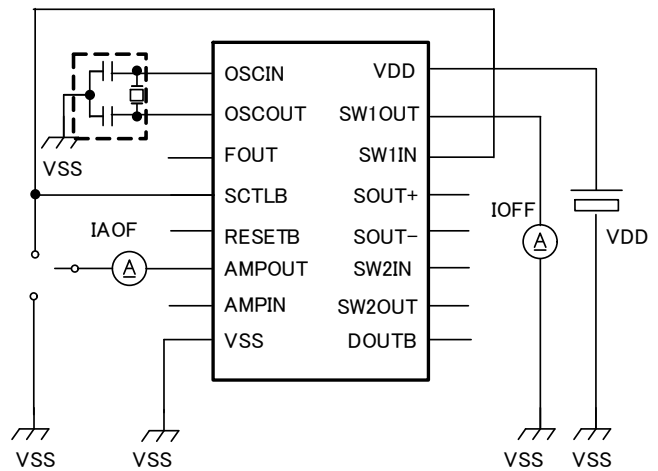 OSCIN
VDD
OSCOUT
SW1OUT
VSS
FOUT
SW1IN
SCTLB
SOUT+
IAOF
RESETB
SOUT-
IOFF
A
VDD
A
AMPOUT
SW2IN
AMPIN
SW2OUT
VSS
DOUTB
VSS
VSS
VSS
VSS